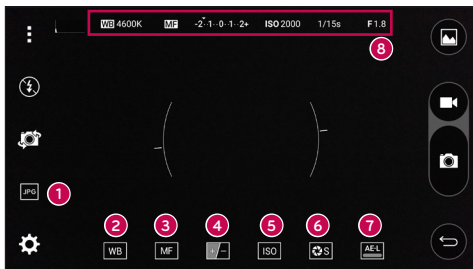 WB 4600K MF -2··1··0··1··2+ ISO 2000 1/15s F1.8
8
JPG 1
2 3 4 5 6 7
WB MF +/- ISO S AE-L